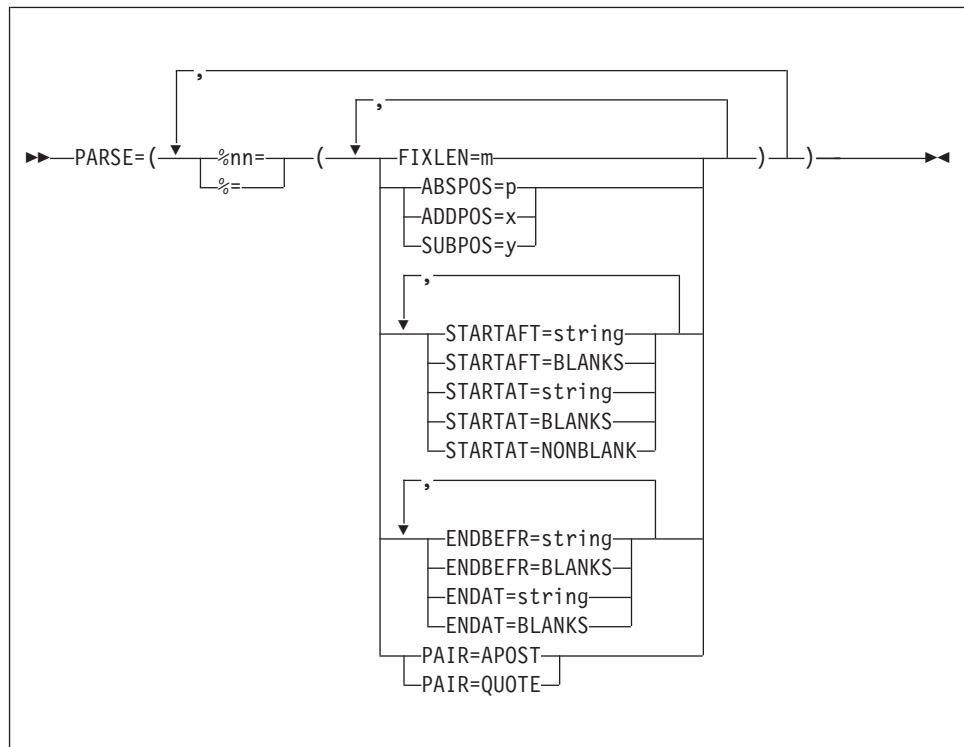 ,
,
PARSE=( %nn= ( FIXLEN=m ) )
%= ABSPOS=p
ADDPOS=x
SUBPOS=y
,
STARTAFT=string
STARTAFT=BLANKS
STARTAT=string
STARTAT=BLANKS
STARTAT=NONBLANK
,
ENDBEFR=string
ENDBEFR=BLANKS
ENDAT=string
ENDAT=BLANKS
PAIR=APOST
PAIR=QUOTE